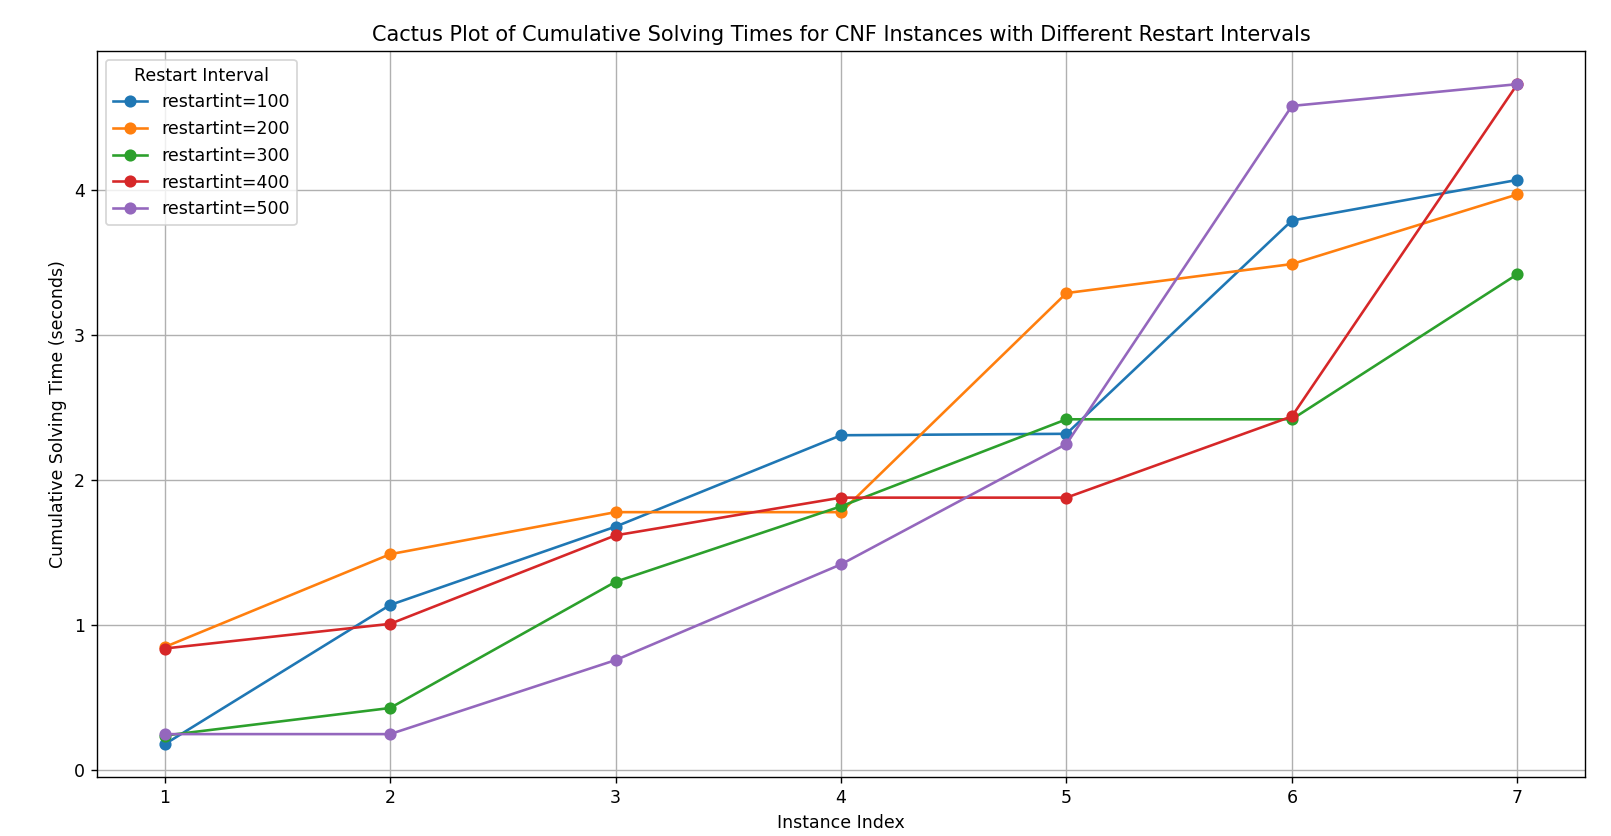 Cactus Plot of Cumulative Solving Times for CNF Instances with Different Restart Intervals
Restart Interval
restartint=100
restartint=200
restartint=300
restartint=400
restartint=500
Cumulative Solving Time (seconds)
4
3
2
1
0
1 2 3 4 5 6 7
Instance Index